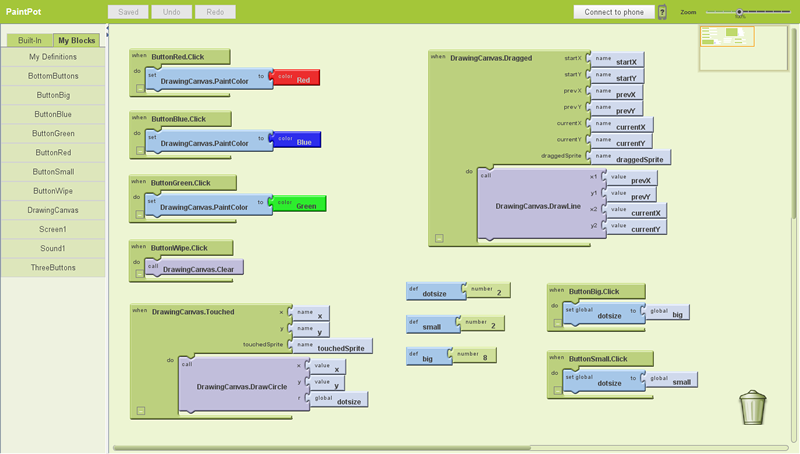 PaintPot
Saved
Undo
Redo
Connect to phone
?
Zoom
100%
Built-In
My Blocks
My Definitions
BottomButtons
ButtonBig
ButtonBlue
ButtonGreen
ButtonRed
ButtonSmall
ButtonWipe
DrawingCanvas
Screen1
Sound1
ThreeButtons
when ButtonRed.Click
do set DrawingCanvas.PaintColor to color Red
when ButtonBlue.Click
do set DrawingCanvas.PaintColor to color Blue
when ButtonGreen.Click
do set DrawingCanvas.PaintColor to color Green
when ButtonWipe.Click
do call DrawingCanvas.Clear
when DrawingCanvas.Touched
x name x
y name y
touchedSprite name touchedSprite
do call DrawingCanvas.DrawCircle
x value x
y value y
r global dotsize
when DrawingCanvas.Dragged
startX name startX
startY name startY
prevX name prevX
prevY name prevY
currentX name currentX
currentY name currentY
draggedSprite name draggedSprite
do call DrawingCanvas.DrawLine
x1 value prevX
y1 value prevY
x2 value currentX
y2 value currentY
def dotsize number 2
def small number 2
def big number 8
when ButtonBig.Click
do set global dotsize to global big
when ButtonSmall.Click
do set global dotsize to global small